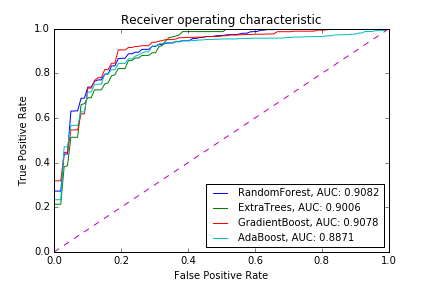 Receiver operating characteristic
1.0
0.8
0.6
0.4
0.2
0.0
True Positive Rate
RandomForest, AUC: 0.9082
ExtraTrees, AUC: 0.9006
GradientBoost, AUC: 0.9078
AdaBoost, AUC: 0.8871
0.0 0.2 0.4 0.6 0.8 1.0
False Positive Rate